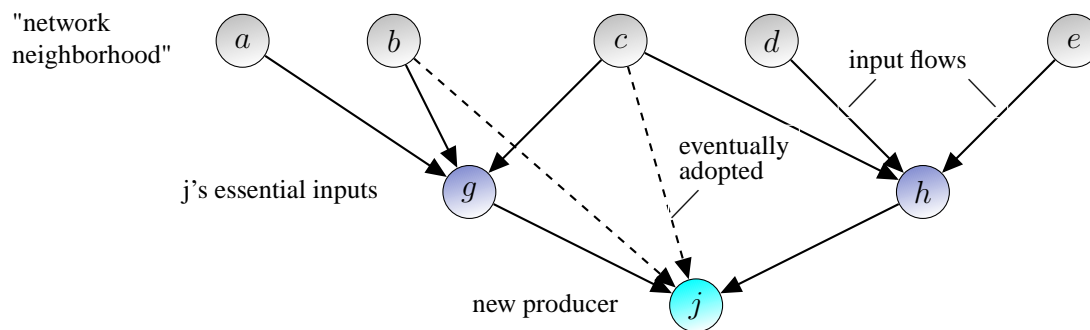 "network
neighborhood"
a
b
c
d
e
input flows
eventually
adopted
j's essential inputs
g
h
new producer
j